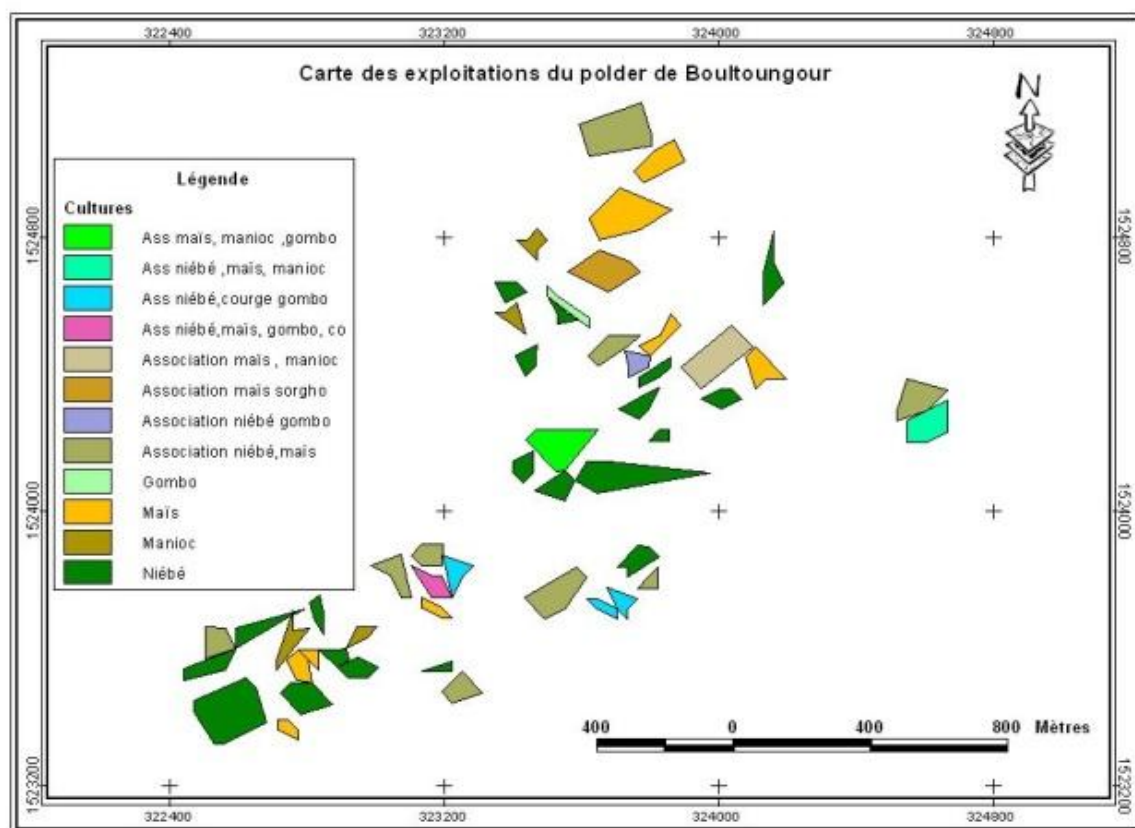 322400 323200 324000 324800
Carte des exploitations du polder de Boultoungour
N
Légende
Cultures
Ass maïs, manioc ,gombo
Ass niébé ,maïs, manioc
Ass niébé,courge gombo
Ass niébé,maïs, gombo, co
Association maïs , manioc
Association maïs sorgho
Association niébé gombo
Association niébé,maïs
Gombo
Maïs
Manioc
Niébé
1524800 1524800
1524000 1524000
400 0 400 800 Mètres
1523200 1523200
322400 323200 324000 324800